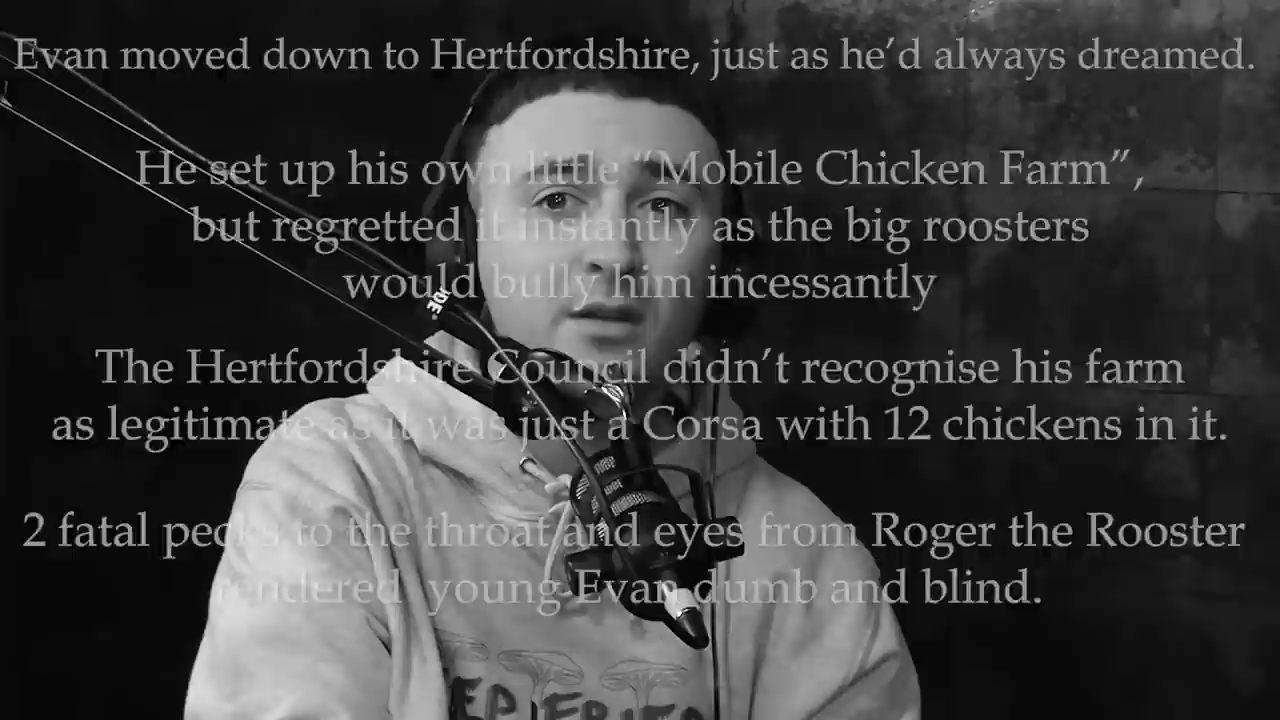 Evan moved down to Hertfordshire, just as he’d always dreamed.
He set up his own little “Mobile Chicken Farm”,
but regretted it instantly as the big roosters
would bully him incessantly
The Hertfordshire Council didn’t recognise his farm
as legitimate as it was just a Corsa with 12 chickens in it.
2 fatal pecks to the throat and eyes from Roger the Rooster
rendered young Evan dumb and blind.